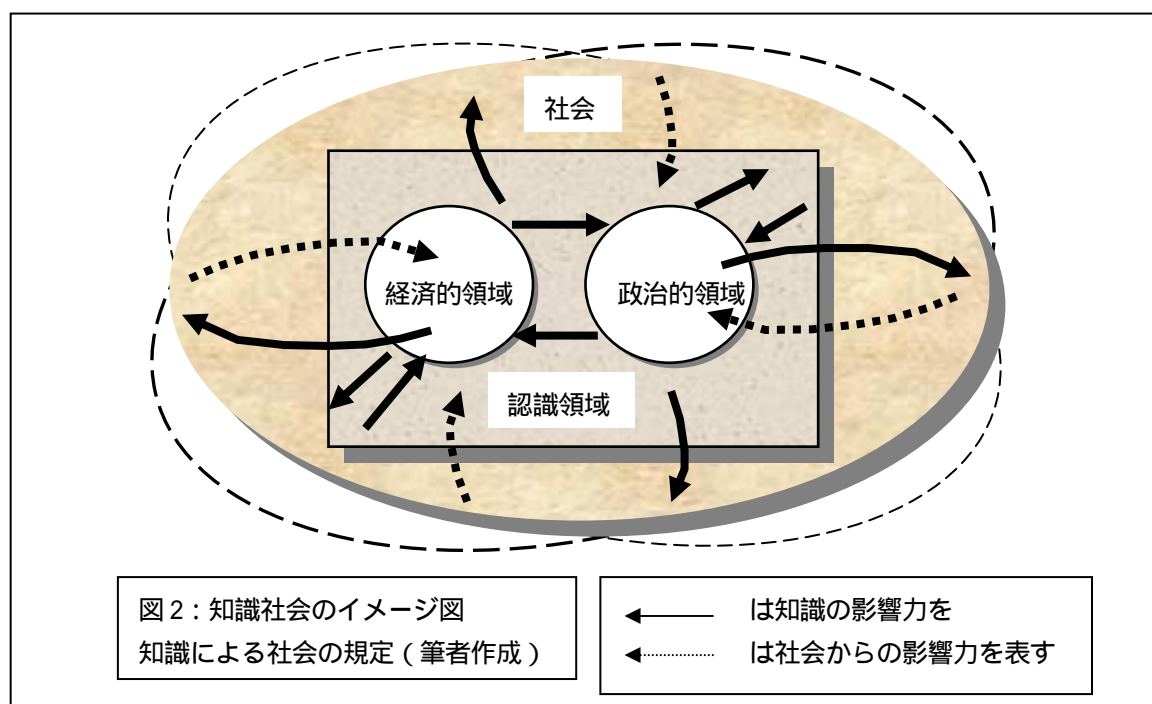 社会
経済的領域
政治的領域
認識領域
図2：知識社会のイメージ図
知識による社会の規定（筆者作成）
は知識の影響力を
は社会からの影響力を表す